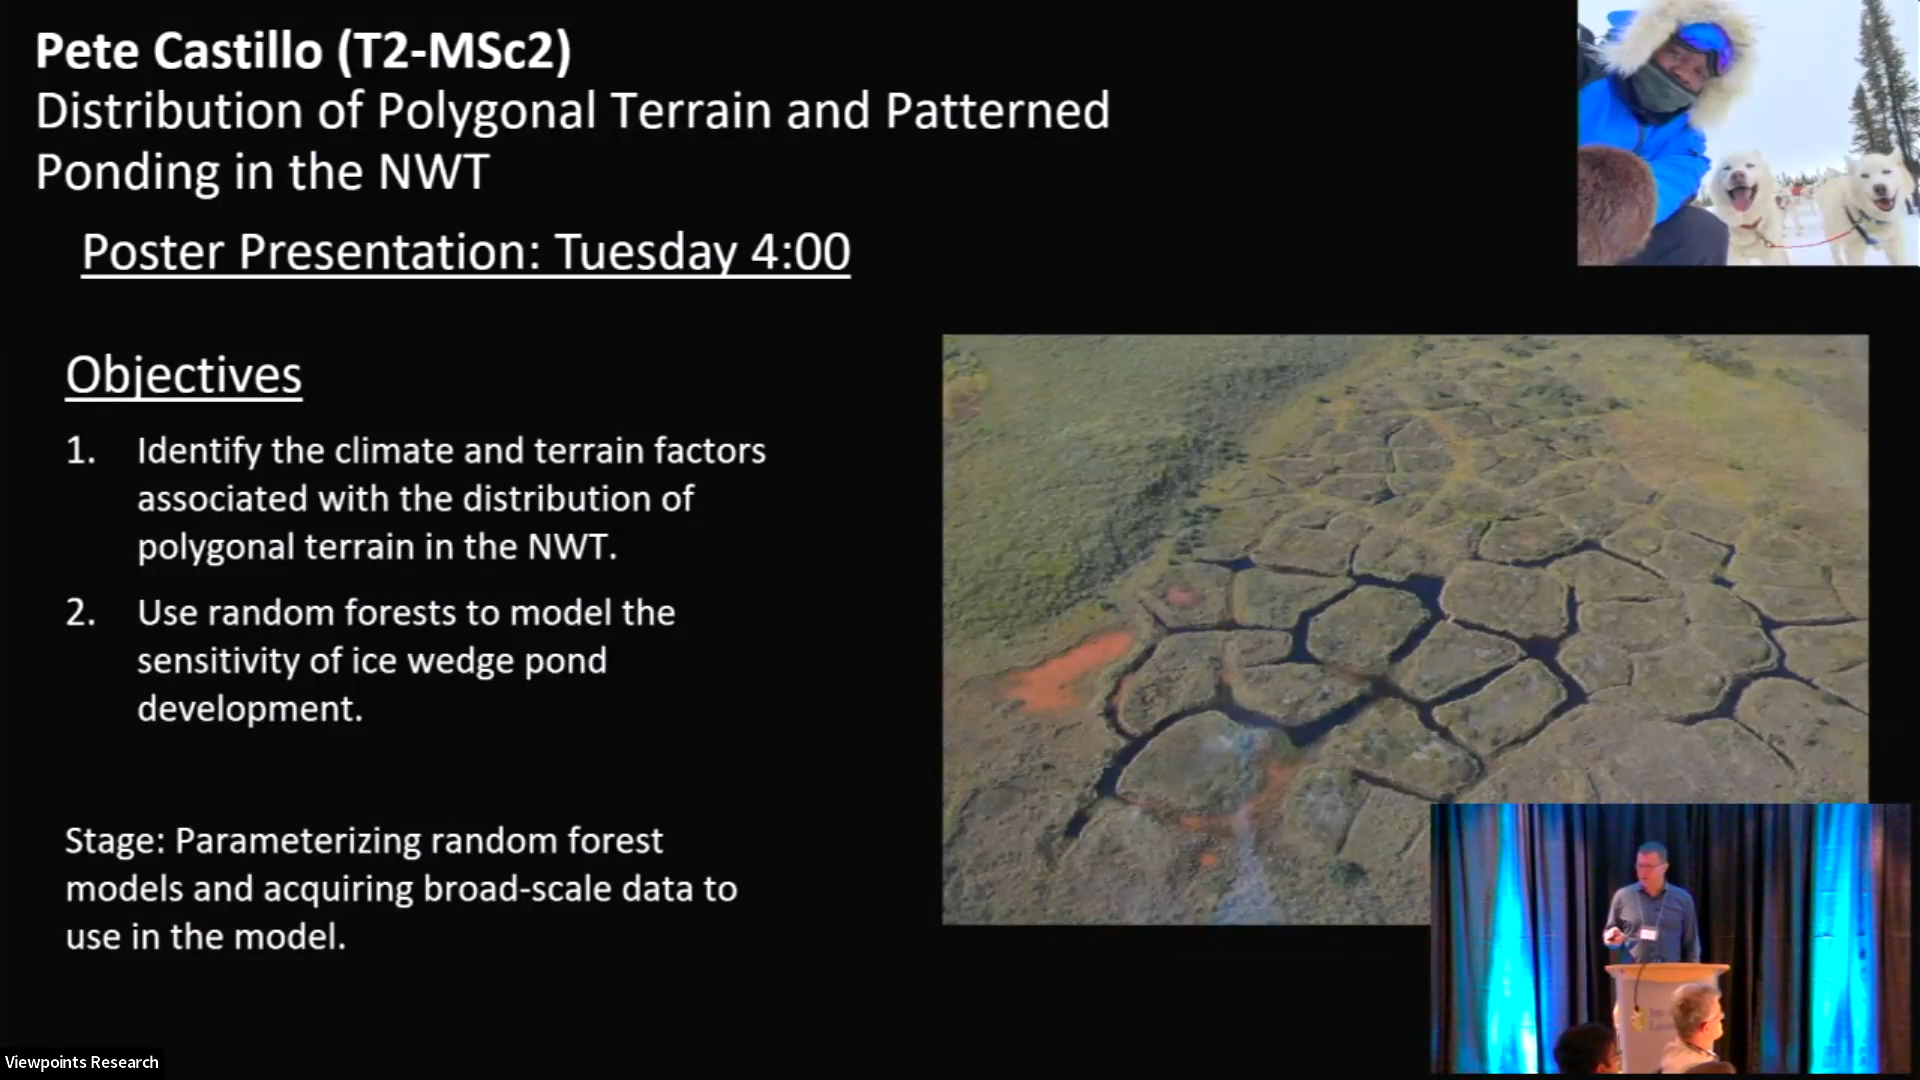 Pete Castillo (T2-MSc2)
Distribution of Polygonal Terrain and Patterned
Ponding in the NWT
Poster Presentation: Tuesday 4:00
Objectives
1. Identify the climate and terrain factors
associated with the distribution of
polygonal terrain in the NWT.
2. Use random forests to model the
sensitivity of ice wedge pond
development.
Stage: Parameterizing random forest
models and acquiring broad-scale data to
use in the model.
Viewpoints Research